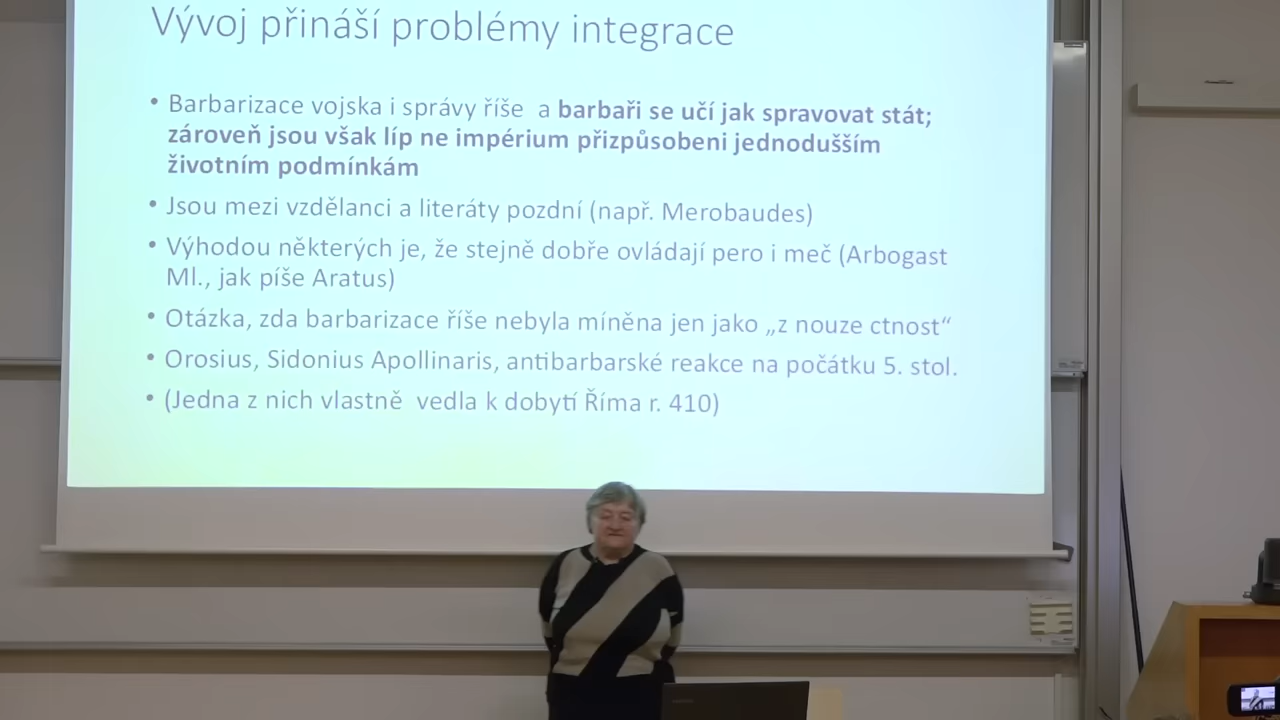 Vývoj přináší problémy integrace
• Barbarizace vojska i správy říše a barbaři se učí jak spravovat stát;
zároveň jsou však líp ne impérium přizpůsobeni jednodušším
životním podmínkám
• Jsou mezi vzdělanci a literáty pozdní (např. Merobaudes)
• Výhodou některých je, že stejně dobře ovládají pero i meč (Arbogast
Ml., jak píše Aratus)
• Otázka, zda barbarizace říše nebyla míněna jen jako „z nouze ctnost“
• Orosius, Sidonius Apollinaris, antibarbarské reakce na počátku 5. stol.
• (Jedna z nich vlastně vedla k dobytí Říma r. 410)